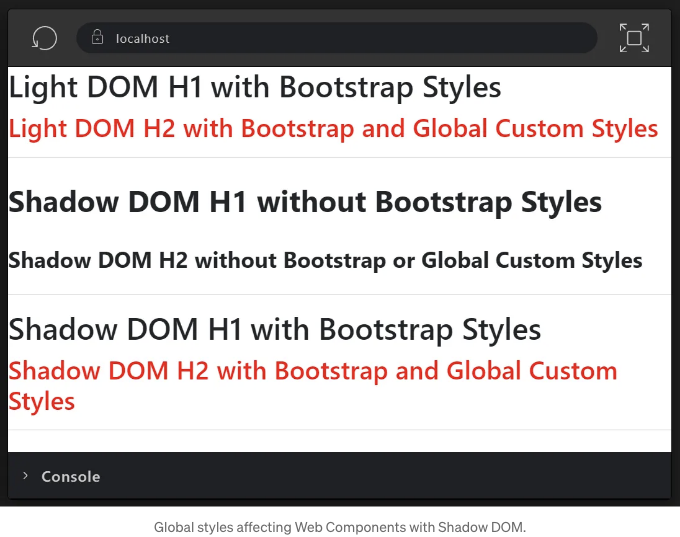 localhost
Light DOM H1 with Bootstrap Styles
Light DOM H2 with Bootstrap and Global Custom Styles
Shadow DOM H1 without Bootstrap Styles
Shadow DOM H2 without Bootstrap or Global Custom Styles
Shadow DOM H1 with Bootstrap Styles
Shadow DOM H2 with Bootstrap and Global Custom
Styles
Console
Global styles affecting Web Components with Shadow DOM.